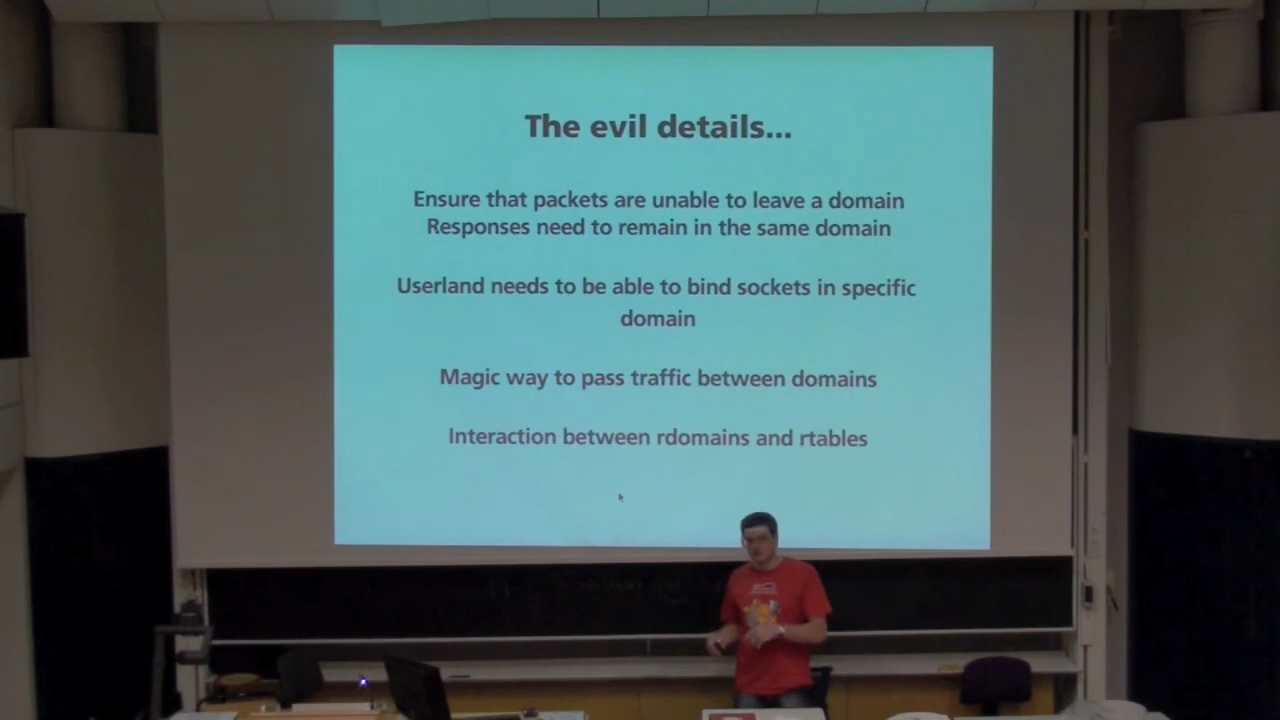 The evil details...
Ensure that packets are unable to leave a domain
Responses need to remain in the same domain
Userland needs to be able to bind sockets in specific
domain
Magic way to pass traffic between domains
Interaction between rdomains and rtables